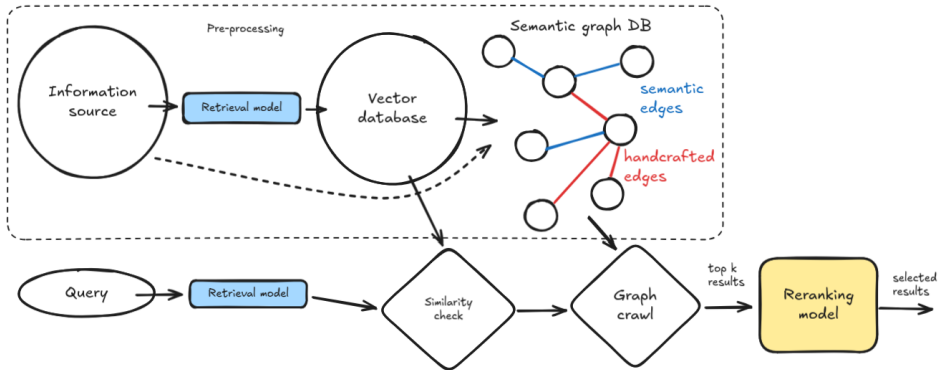 Pre-processing
Semantic graph DB
Information
source
Retrieval model
Vector
database
semantic
edges
handcrafted
edges
Query
Retrieval model
Similarity
check
Graph
crawl
top k
results
Reranking
model
selected
results